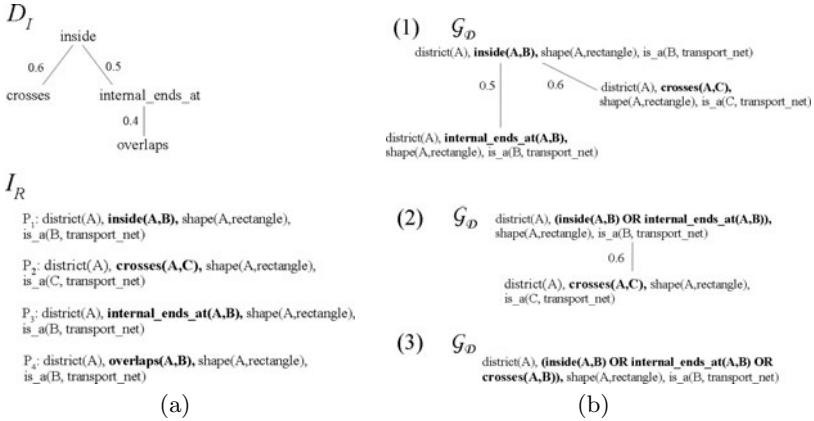 D_I
inside
0.6
0.5
crosses
internal_ends_at
0.4
overlaps
I_R
P_1: district(A), inside(A,B), shape(A,rectangle),
is_a(B, transport_net)
P_2: district(A), crosses(A,C), shape(A,rectangle),
is_a(C, transport_net)
P_3: district(A), internal_ends_at(A,B), shape(A,rectangle),
is_a(B, transport_net)
P_4: district(A), overlaps(A,B), shape(A,rectangle),
is_a(B, transport_net)
(a)
(1) G_D
district(A), inside(A,B), shape(A,rectangle), is_a(B, transport_net)
0.5
0.6
district(A), crosses(A,C),
shape(A,rectangle), is_a(C, transport_net)
district(A), internal_ends_at(A,B),
shape(A,rectangle), is_a(B, transport_net)
(2) G_D
district(A), (inside(A,B) OR internal_ends_at(A,B)),
shape(A,rectangle), is_a(B, transport_net)
0.6
district(A), crosses(A,C), shape(A,rectangle),
is_a(C, transport_net)
(3) G_D
district(A), (inside(A,B) OR internal_ends_at(A,B) OR
crosses(A,B)), shape(A,rectangle), is_a(B, transport_net)
(b)